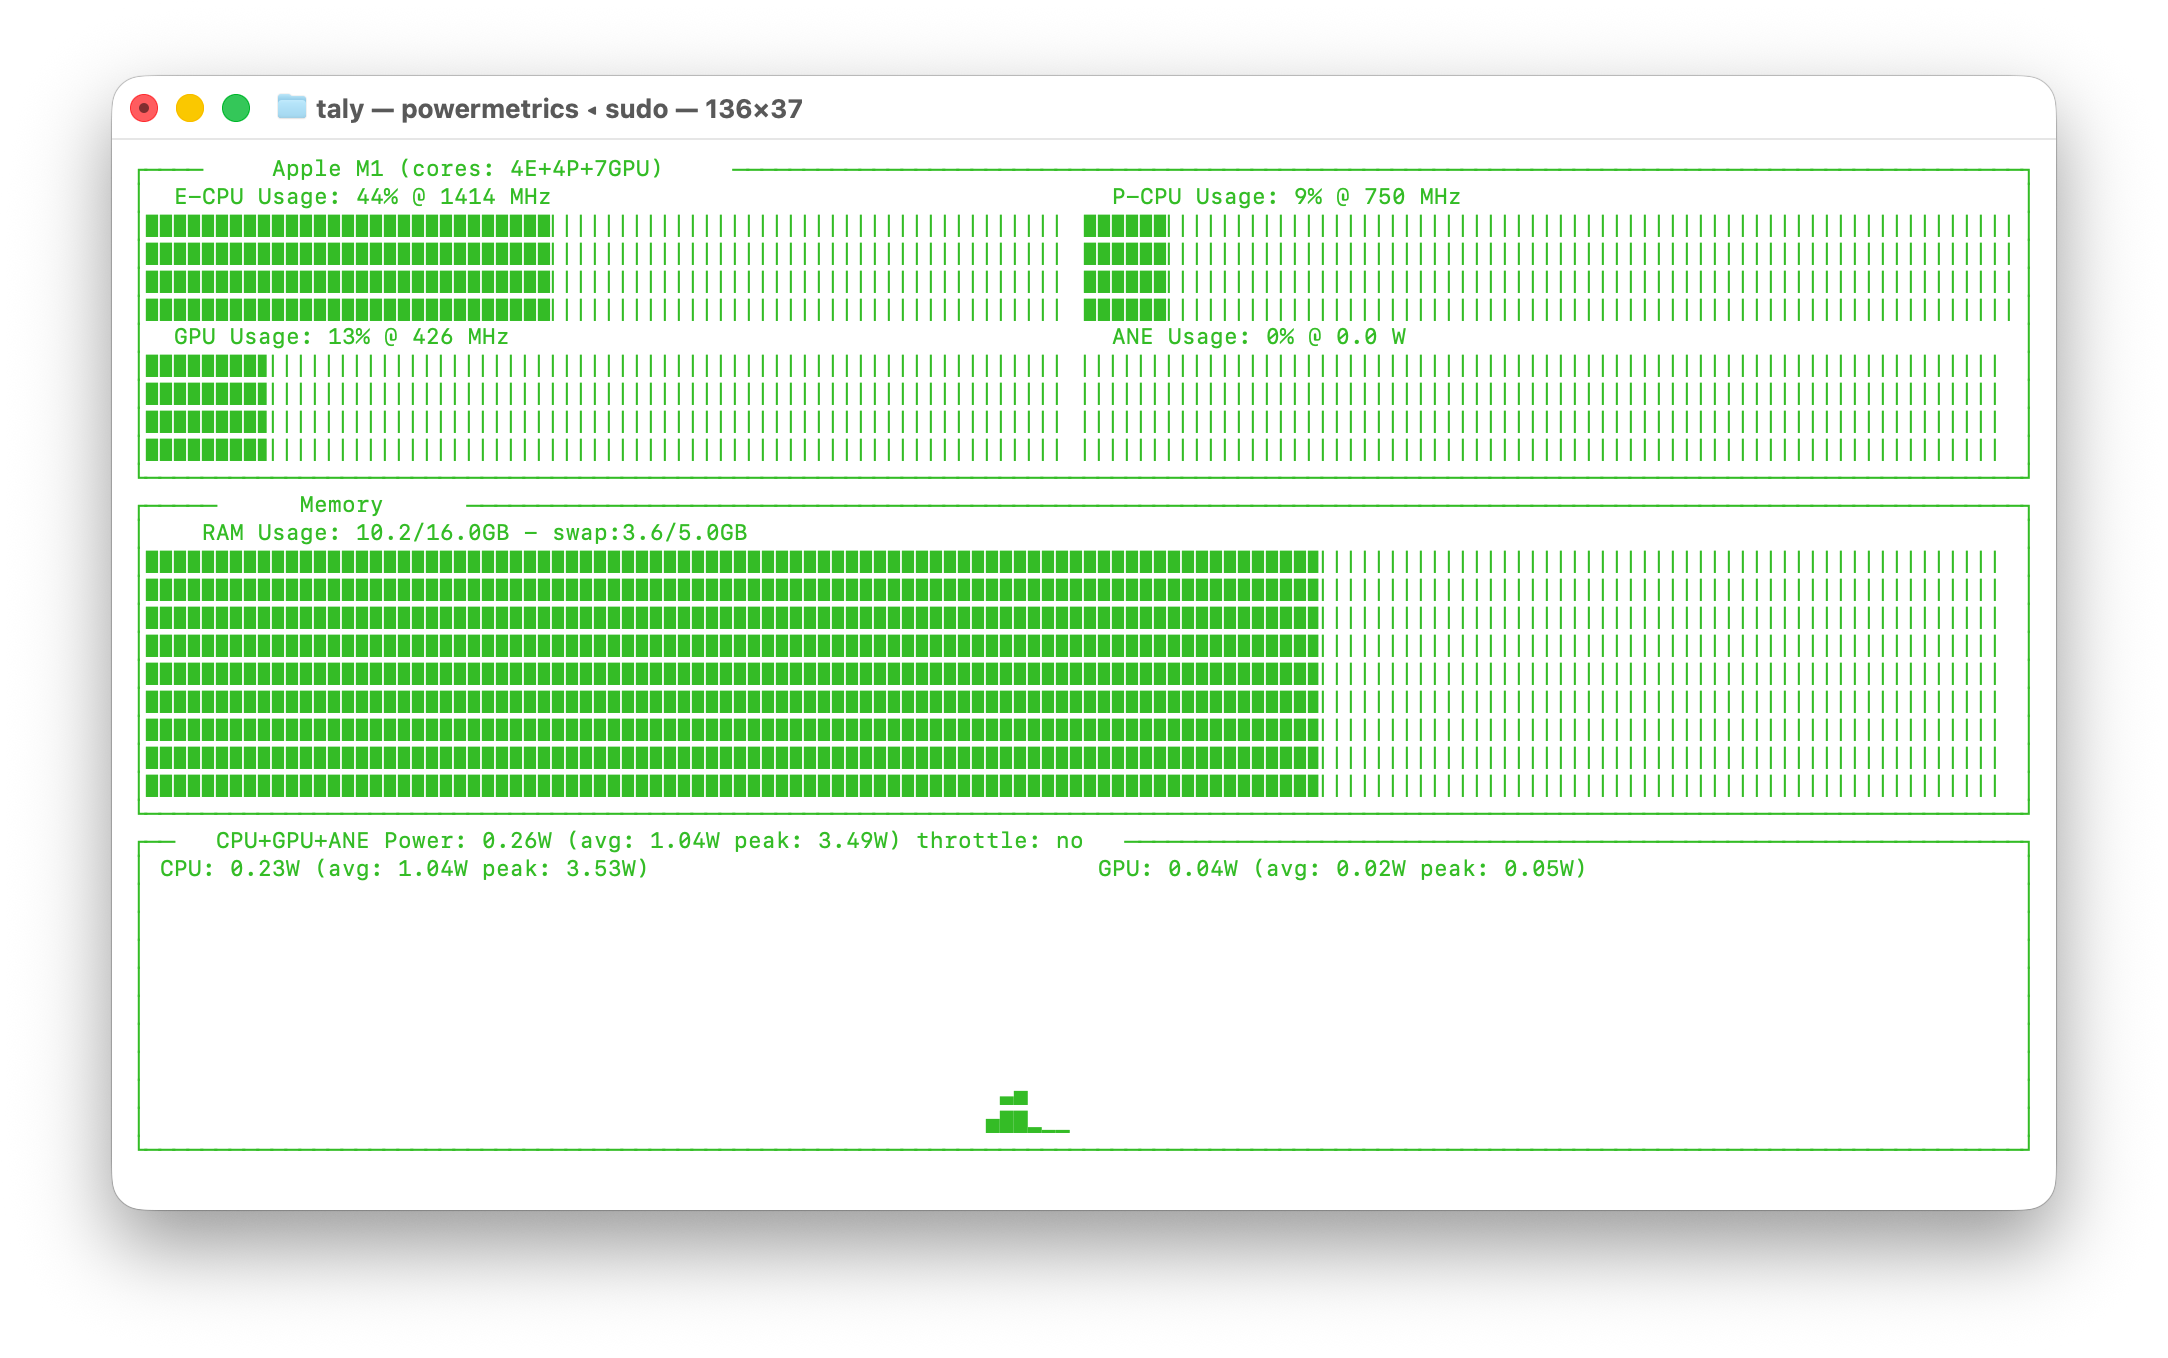 taly — powermetrics ◂ sudo — 136×37
Apple M1 (cores: 4E+4P+7GPU)
E-CPU Usage: 44% @ 1414 MHz
P-CPU Usage: 9% @ 750 MHz
GPU Usage: 13% @ 426 MHz
ANE Usage: 0% @ 0.0 W
Memory
RAM Usage: 10.2/16.0GB - swap:3.6/5.0GB
CPU+GPU+ANE Power: 0.26W (avg: 1.04W peak: 3.49W) throttle: no
CPU: 0.23W (avg: 1.04W peak: 3.53W)
GPU: 0.04W (avg: 0.02W peak: 0.05W)